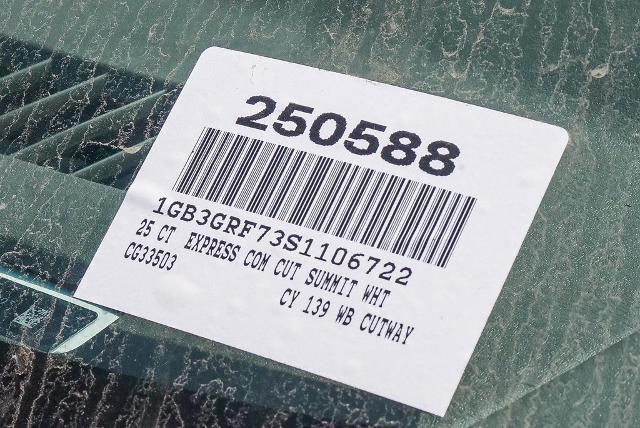 250588
1GB3GRF73S1106722
25 CT EXPRESS COM CUT SUMMIT WHT
CG33503 CY 139 WB CUTWAY